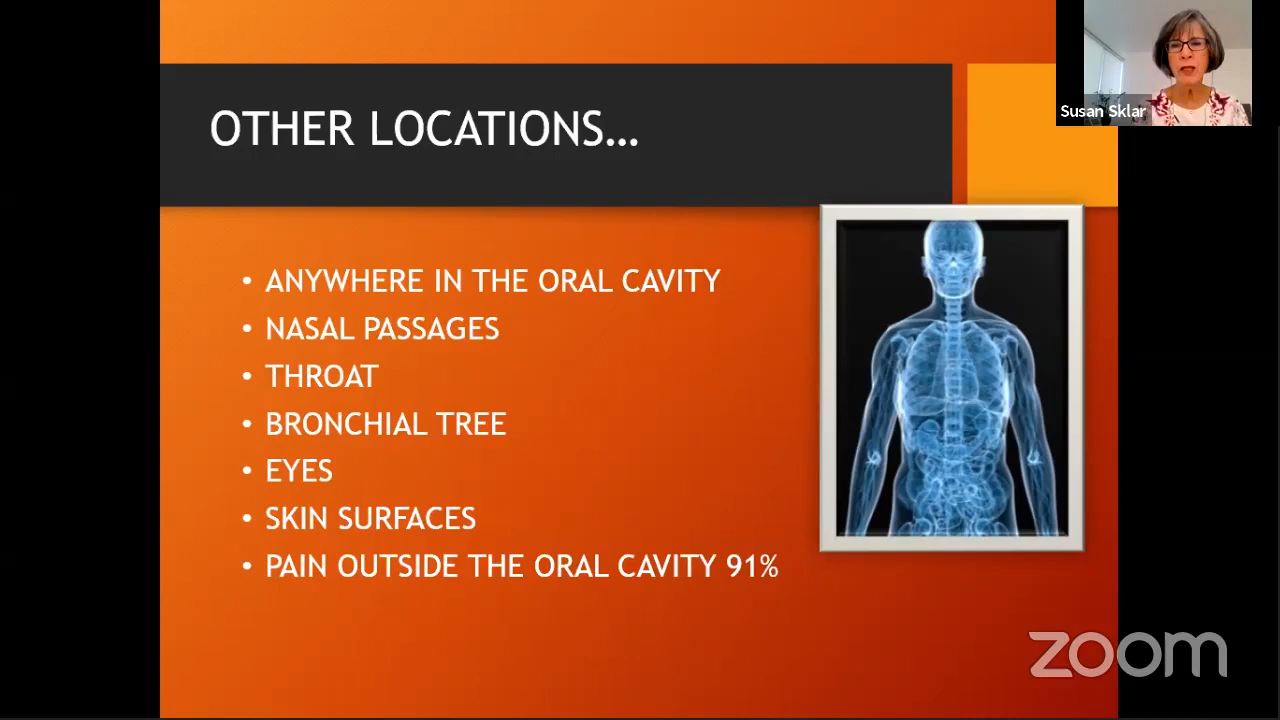 OTHER LOCATIONS...
Susan Sklar
• ANYWHERE IN THE ORAL CAVITY
• NASAL PASSAGES
• THROAT
• BRONCHIAL TREE
• EYES
• SKIN SURFACES
• PAIN OUTSIDE THE ORAL CAVITY 91%
zoom